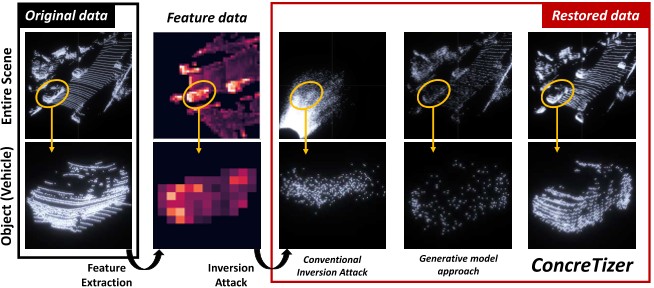 Original data
Feature data
Restored data
Entire Scene
Object (Vehicle)
Feature
Extraction
Inversion
Attack
Conventional
Inversion Attack
Generative model
approach
ConcreTizer